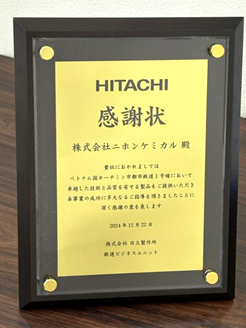 HITACHI
感謝状
株式会社ニホンケミカル 殿
貴社におかれましては
ベトナム国ホーチミン市都市鉄道1号線において
卓越した技術と品質を有する製品をご提供いただき
本事業の成功に多大なるご指導を頂きましたことに
深く感謝の意を表します
2024年12月22日
株式会社 日立製作所
鉄道ビジネスユニット